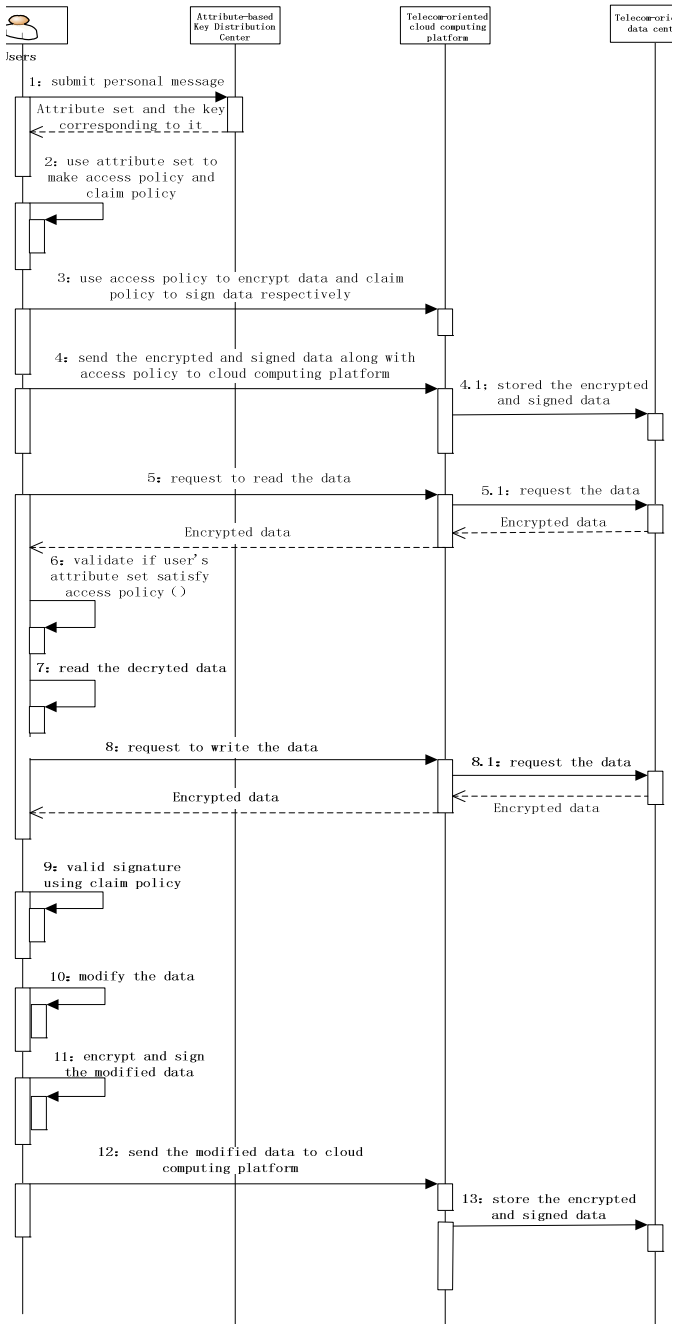 Attribute-based
Key Distribution
Center
Telecom-oriented
cloud computing
platform
data
1: submit personal message
Attribute set and the key
corresponding to it
2: use attribute set to
make access policy and
claim policy
3: use access policy to encrypt data and claim
policy to sign data respectively
4: send the encrypted and signed data along with
access policy to cloud computing platform
4.1: stored the encrypted
and signed data
5: request to read the data
5.1: request the data
Encrypted data
Encrypted data
6: validate if user's
attribute set satisfy
access policy ()
7: read the decryted data
8: request to write the data
8.1: request the data
Encrypted data
Encrypted data
9: valid signature
using claim policy
10: modify the data
11: encrypt and sign
the modified data
12: send the modified data to cloud
computing platform
13: store the encrypted
and signed data